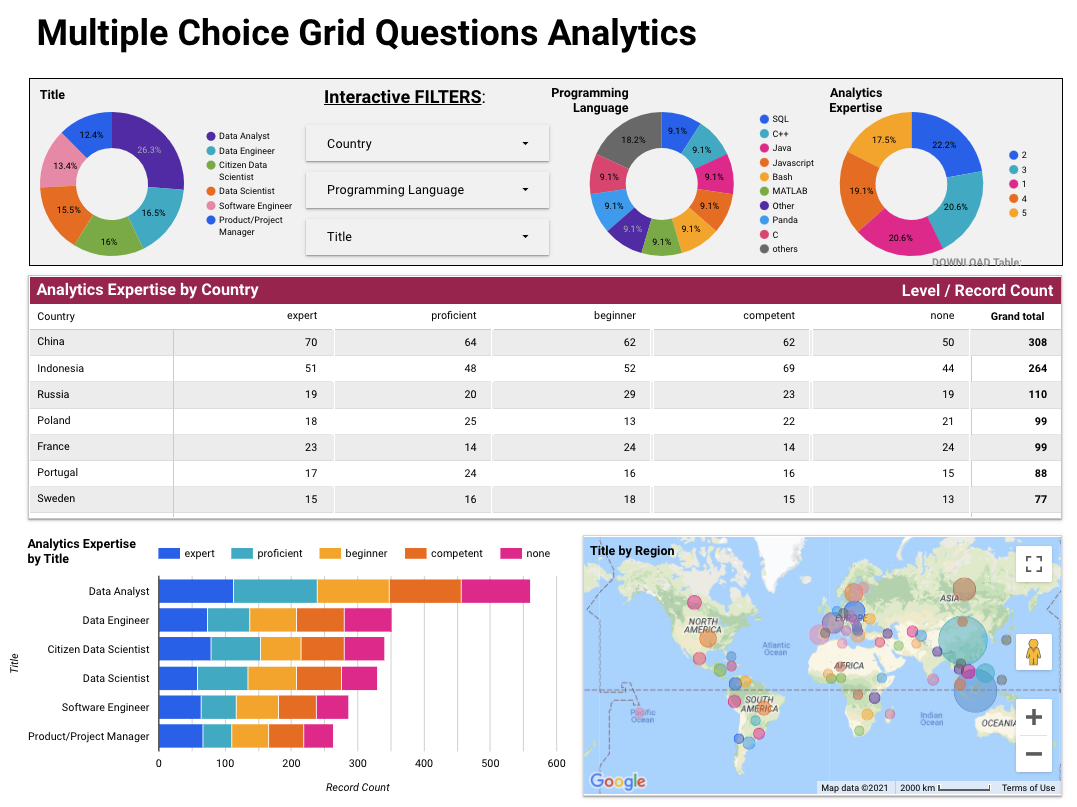 Multiple Choice Grid Questions Analytics
Title
12.4%
26.3%
13.4%
15.5%
16.5%
16%
Data Analyst
Data Engineer
Citizen Data
Scientist
Data Scientist
Software Engineer
Product/Project
Manager
Interactive FILTERS:
Country
Programming Language
Title
Programming
Language
18.2%
9.1%
9.1%
9.1%
9.1%
9.1%
9.1%
9.1%
9.1%
9.1%
SQL
C++
Java
Javascript
Bash
MATLAB
Other
Panda
C
others
Analytics
Expertise
17.5%
22.2%
19.1%
20.6%
20.6%
2
3
1
4
5
DOWNLOAD Table:
Analytics Expertise by Country Level / Record Count
Country expert proficient beginner competent none Grand total
China 70 64 62 62 50 308
Indonesia 51 48 52 69 44 264
Russia 19 20 29 23 19 110
Poland 18 25 13 22 21 99
France 23 14 24 14 24 99
Portugal 17 24 16 16 15 88
Sweden 15 16 18 15 13 77
Analytics Expertise
by Title
expert proficient beginner competent none
Title
Data Analyst
Data Engineer
Citizen Data Scientist
Data Scientist
Software Engineer
Product/Project Manager
0 100 200 300 400 500 600
Record Count
Title by Region
ASIA
NORTH
AMERICA
EUROPE
Atlantic
Ocean
AFRICA
SOUTH
AMERICA
Pacific
Ocean
Indian
Ocean
OCEANIA
Google
Map data ©2021 2000 km Terms of Use